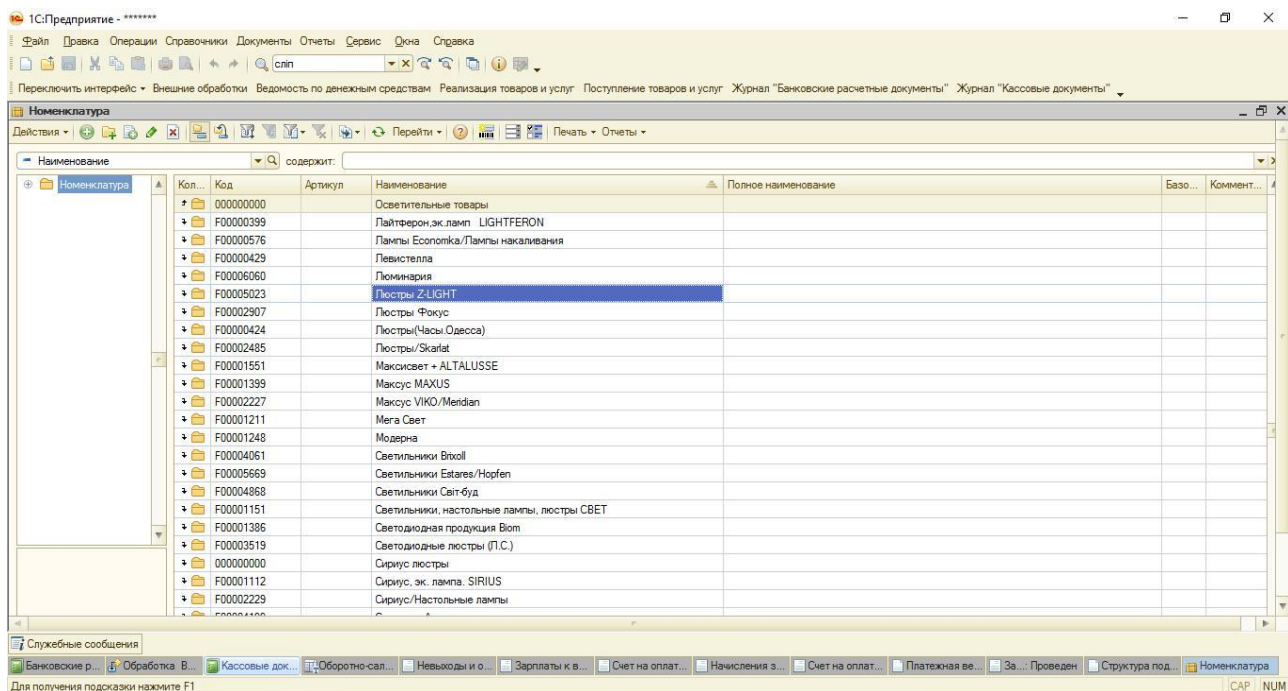 1С:Предприятие - *******
Файл Правка Операции Справочники Документы Отчеты Сервис Окна Справка
сліп
Переключить интерфейс Внешние обработки Ведомость по денежным средствам Реализация товаров и услуг Поступление товаров и услуг Журнал "Банковские расчетные документы" Журнал "Кассовые документы"
Номенклатура
Действия Перейти Печать Отчеты
Наименование содержит:
Номенклатура
Кол... Код Артикул Наименование Полное наименование Базо... Коммент...
000000000 Осветительные товары
F00000399 Лайтферон,эк.ламп LIGHTFERON
F00000576 Лампы Economka/Лампы накаливания
F00000429 Левистелла
F00006060 Люминария
F00005023 Люстры Z-LIGHT
F00002907 Люстры Фокус
F00000424 Люстры(Часы.Одесса)
F00002485 Люстры/Skarlat
F00001551 Максисвет + ALTALUSSE
F00001399 Максус MAXUS
F00002227 Максус VIKO/Meridian
F00001211 Мега Свет
F00001248 Модерна
F00004061 Светильники Brixoll
F00005669 Светильники Estares/Hopfen
F00004868 Светильники Світ-буд
F00001151 Светильники, настольные лампы, люстры СВЕТ
F00001386 Светодиодная продукция Biom
F00003519 Светодиодные люстры (П.С.)
000000000 Сириус люстры
F00001112 Сириус, эк. лампа. SIRIUS
F00002229 Сириус/Настольные лампы
Служебные сообщения
Банковские р... Обработка В... Кассовые док... Оборотно-сал... Невыходы и о... Зарплаты к в... Счет на оплат... Начисления з... Счет на оплат... Платежная ве... За...: Проведен Структура под... Номенклатура
Для получения подсказки нажмите F1 CAP NUM